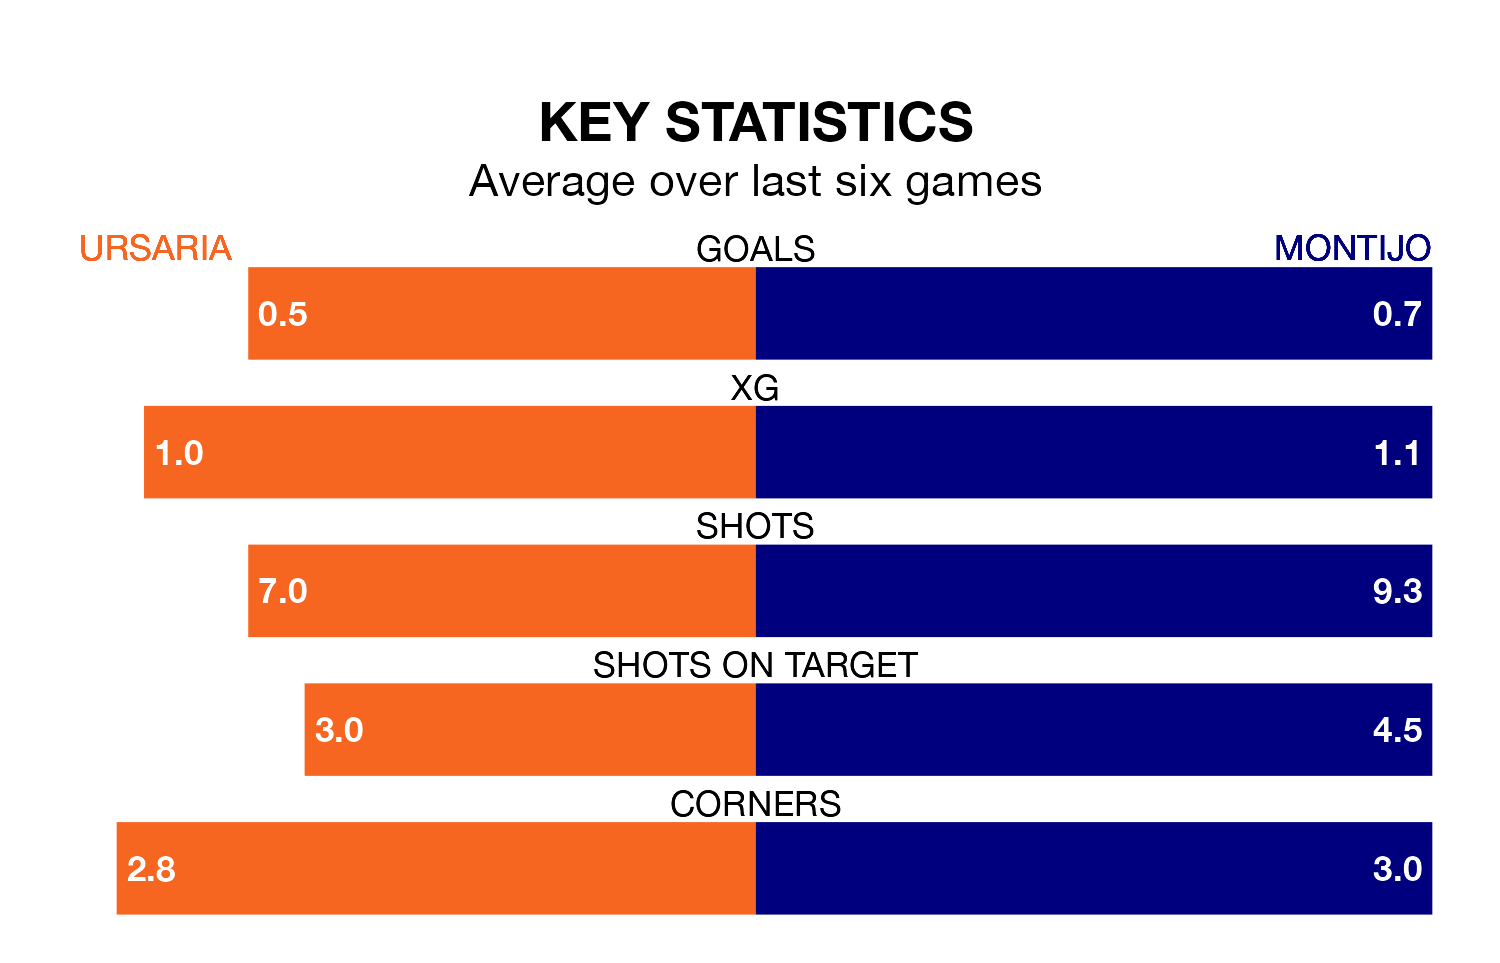 KEY STATISTICS
Average over last six games
URSARIA GOALS MONTIJO
0.5 0.7
XG
1.0 1.1
SHOTS
7.0 9.3
SHOTS ON TARGET
3.0 4.5
CORNERS
2.8 3.0